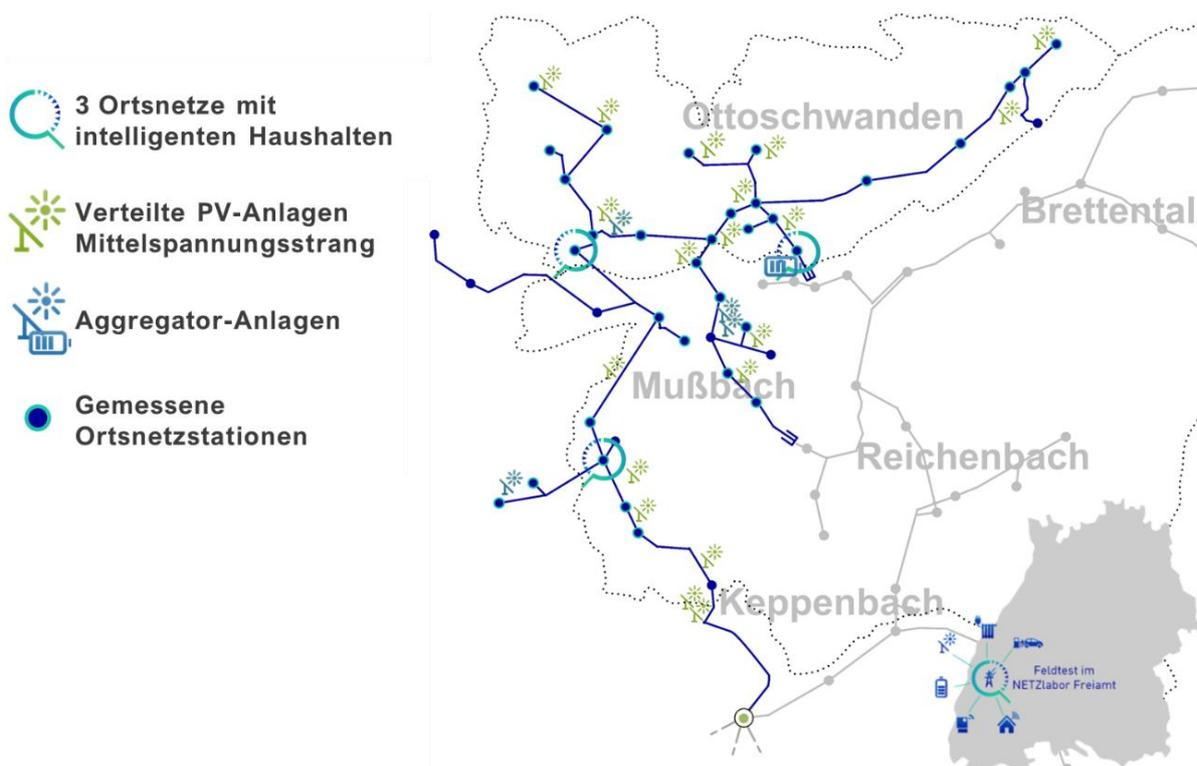 3 Ortsnetze mit
intelligenten Haushalten
Verteilte PV-Anlagen
Mittelspannungsstrang
Aggregator-Anlagen
Gemessene
Ortsnetzstationen
Ottoschwanden
Brettental
Mußbach
Reichenbach
Keppenbach
Feldtest im
NETZlabor Freiamt